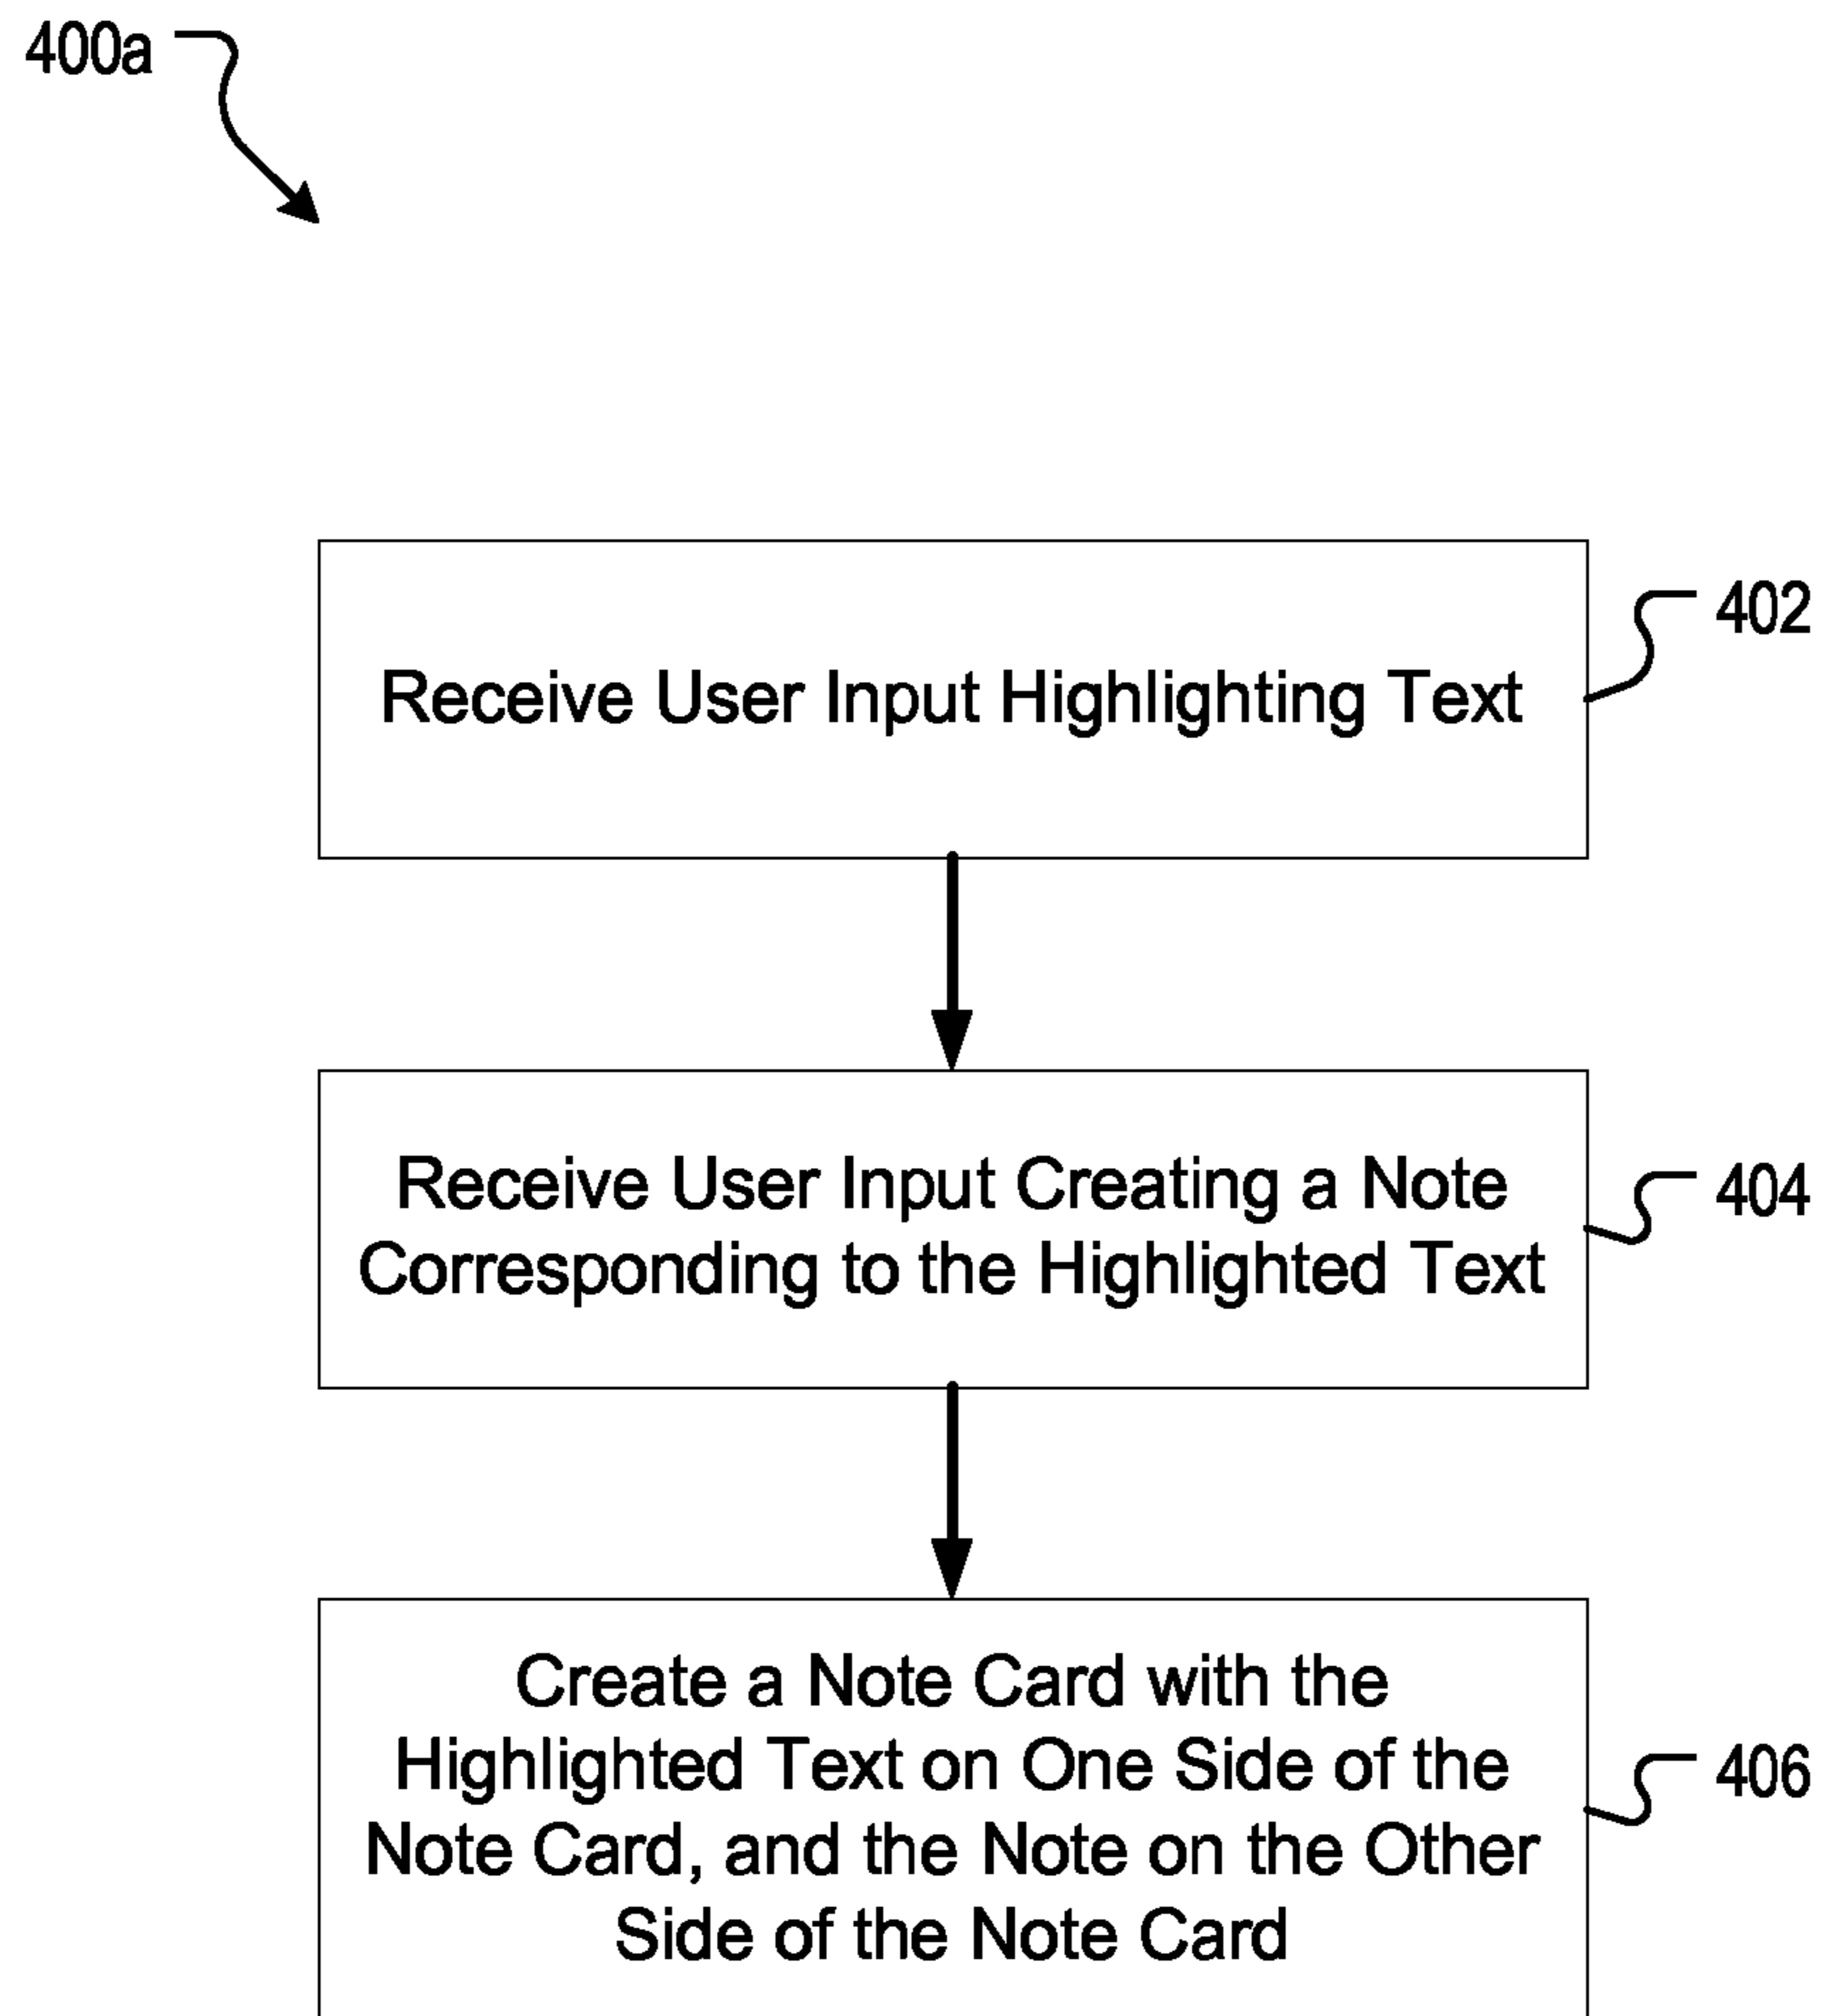 400a
402
Receive User Input Highlighting Text
404
Receive User Input Creating a Note
Corresponding to the Highlighted Text
406
Create a Note Card with the
Highlighted Text on One Side of the
Note Card, and the Note on the Other
Side of the Note Card